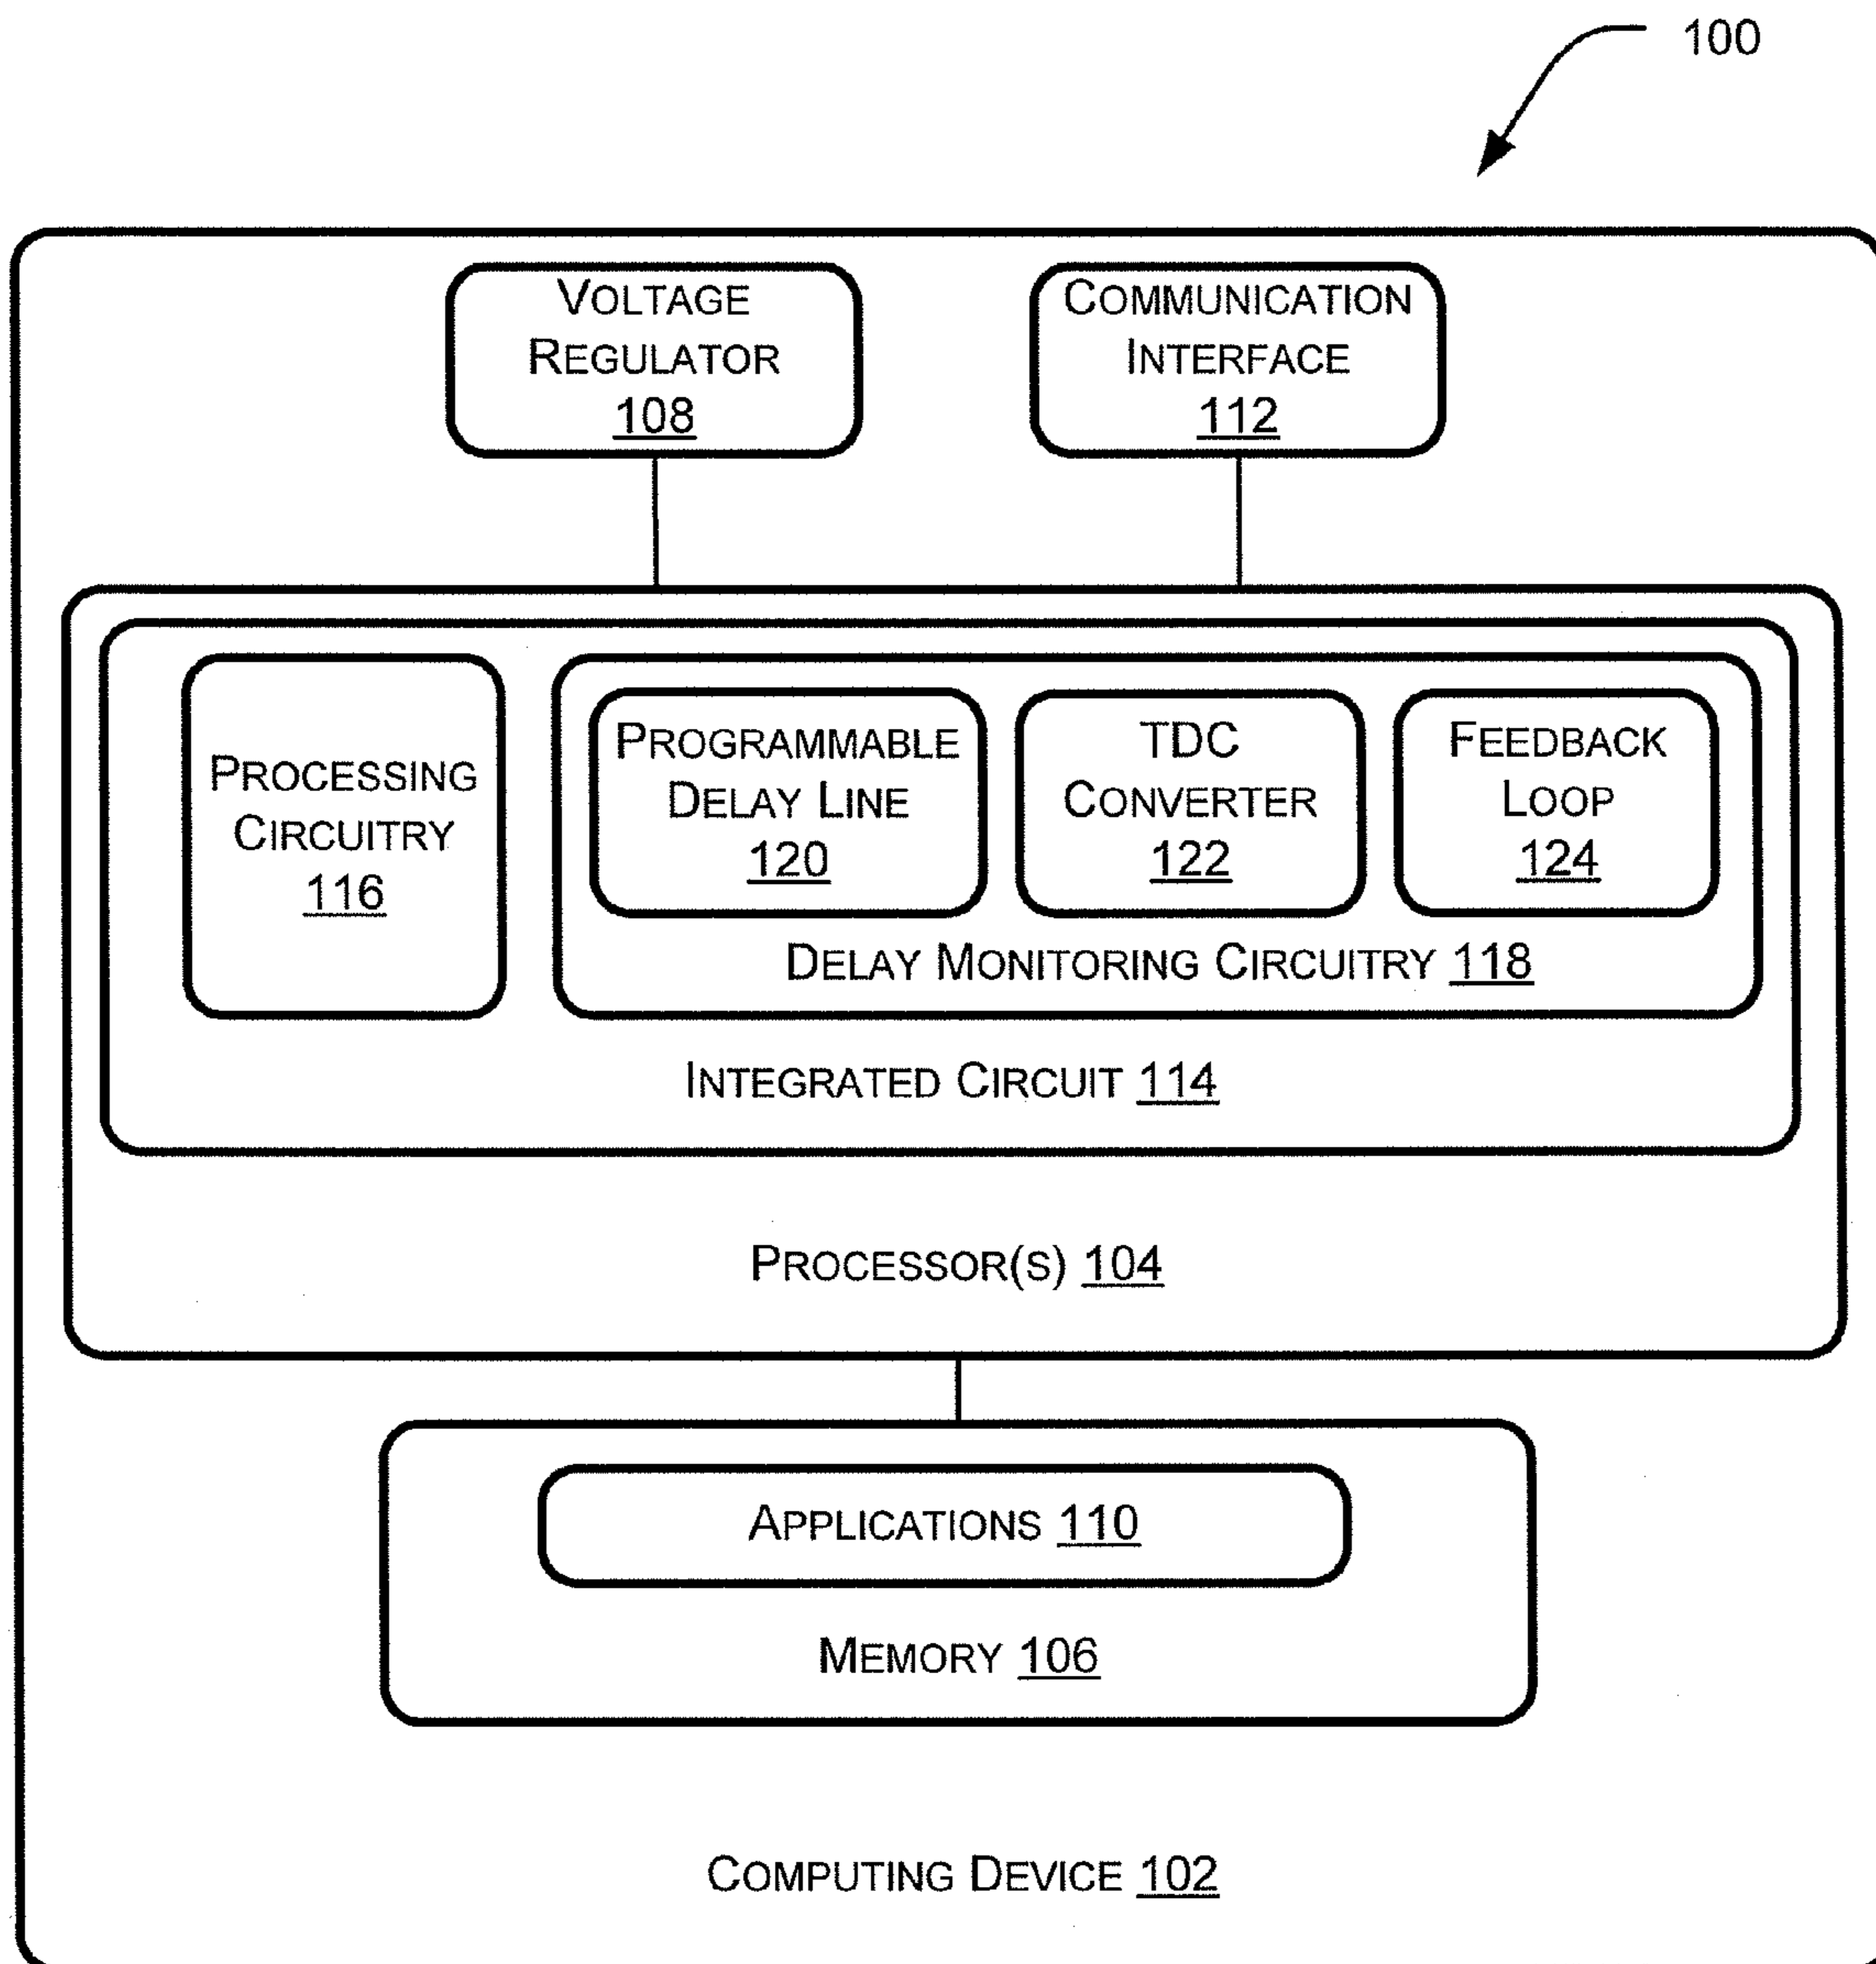 100
VOLTAGE
REGULATOR
108
COMMUNICATION
INTERFACE
112
PROCESSING
CIRCUITRY
116
PROGRAMMABLE
DELAY LINE
120
TDC
CONVERTER
122
FEEDBACK
LOOP
124
DELAY MONITORING CIRCUITRY 118
INTEGRATED CIRCUIT 114
PROCESSOR(S) 104
APPLICATIONS 110
MEMORY 106
COMPUTING DEVICE 102